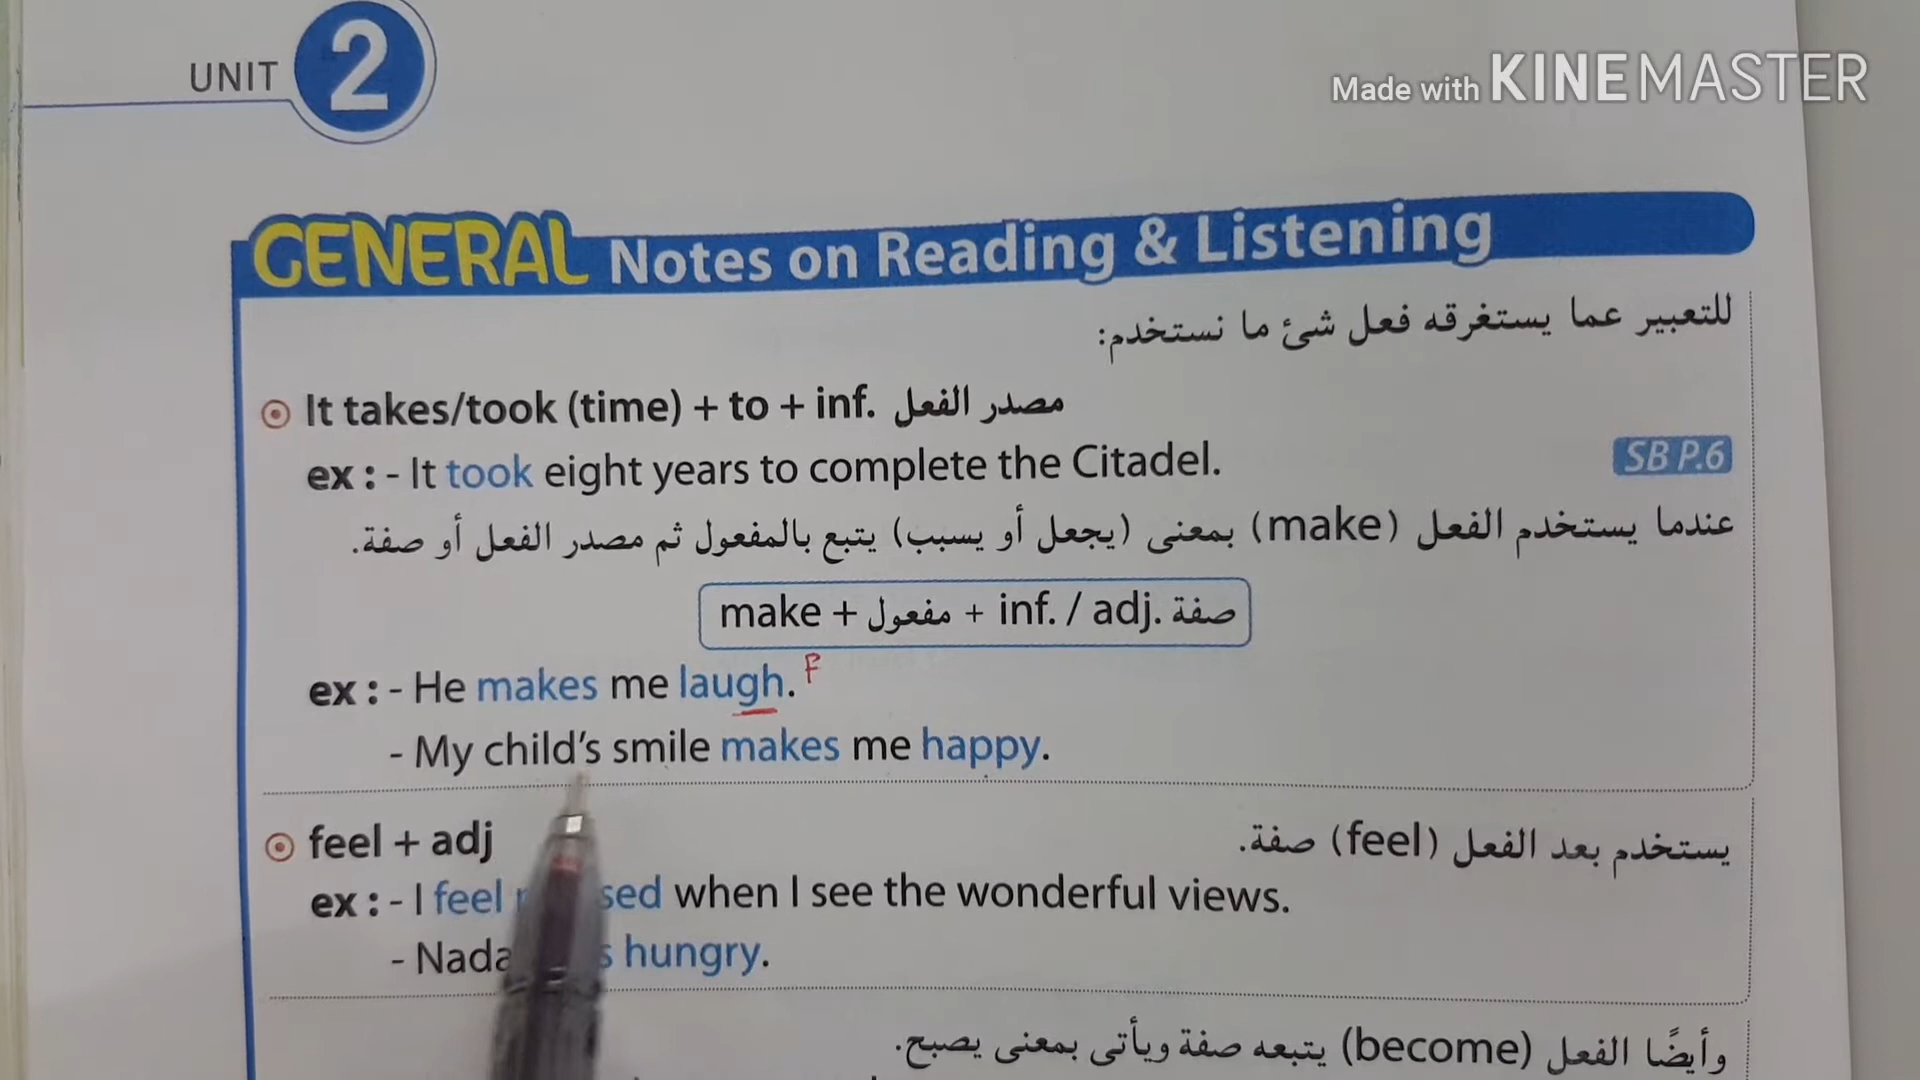 UNIT 2
Made with KINEMASTER
GENERAL Notes on Reading & Listening
للتعبير عما يستغرقه فعل شئ ما نستخدم:
It takes/took (time) + to + inf. مصدر الفعل
ex : - It took eight years to complete the Citadel.
SB P.6
عندما يستخدم الفعل (make) بمعنى (يجعل أو يسبب) يتبع بالمفعول ثم مصدر الفعل أو صفة.
make + مفعول + inf. / adj. صفة
ex : - He makes me laugh. F
- My child's smile makes me happy.
feel + adj
يستخدم بعد الفعل (feel) صفة.
ex : - I feel when I see the wonderful views.
- Nada hungry.
وأيضًا الفعل (become) يتبعه صفة ويأتى بمعنى يصبح.